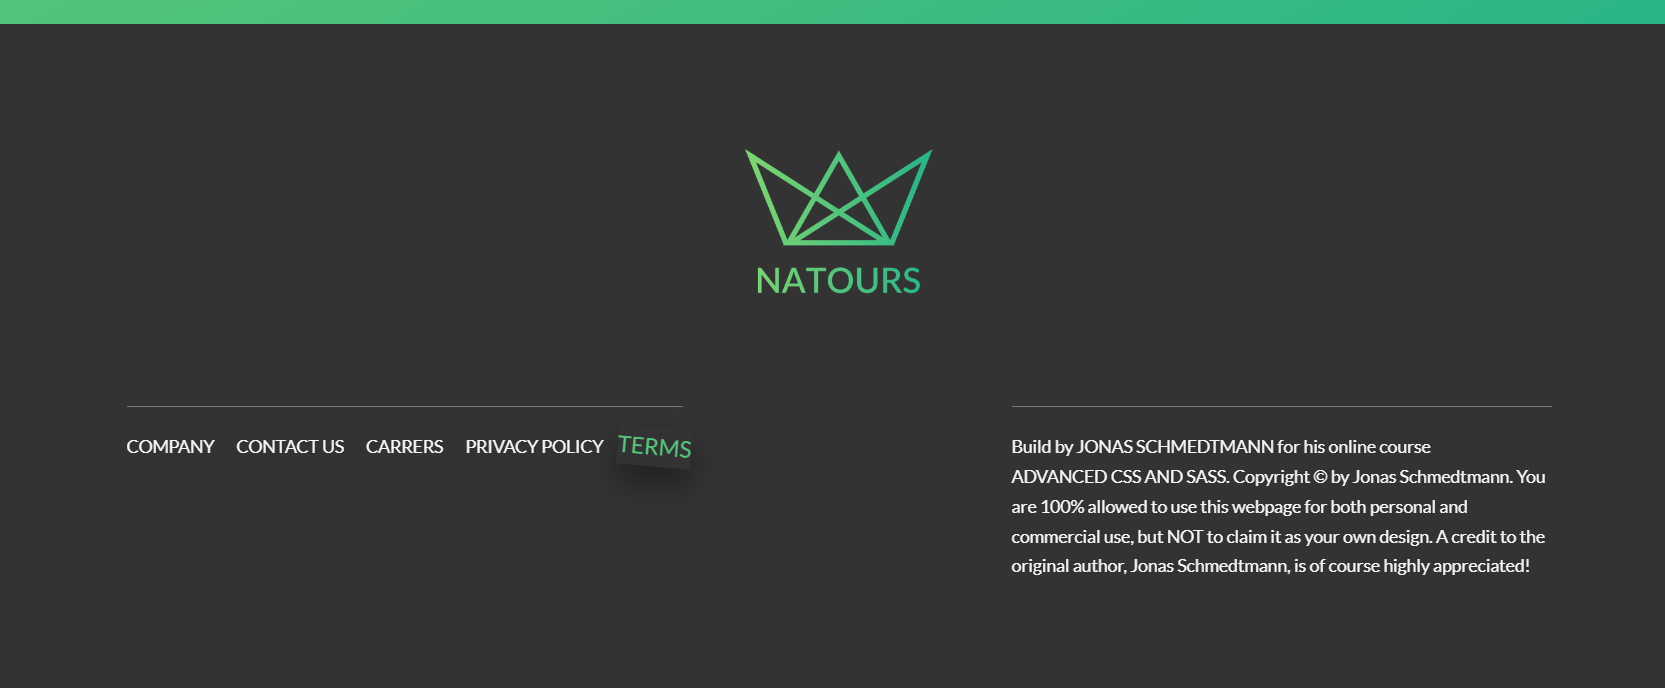 NATOURS
COMPANY CONTACT US CARRERS PRIVACY POLICY TERMS
Build by JONAS SCHMEDTMANN for his online course
ADVANCED CSS AND SASS. Copyright © by Jonas Schmedtmann. You
are 100% allowed to use this webpage for both personal and
commercial use, but NOT to claim it as your own design. A credit to the
original author, Jonas Schmedtmann, is of course highly appreciated!